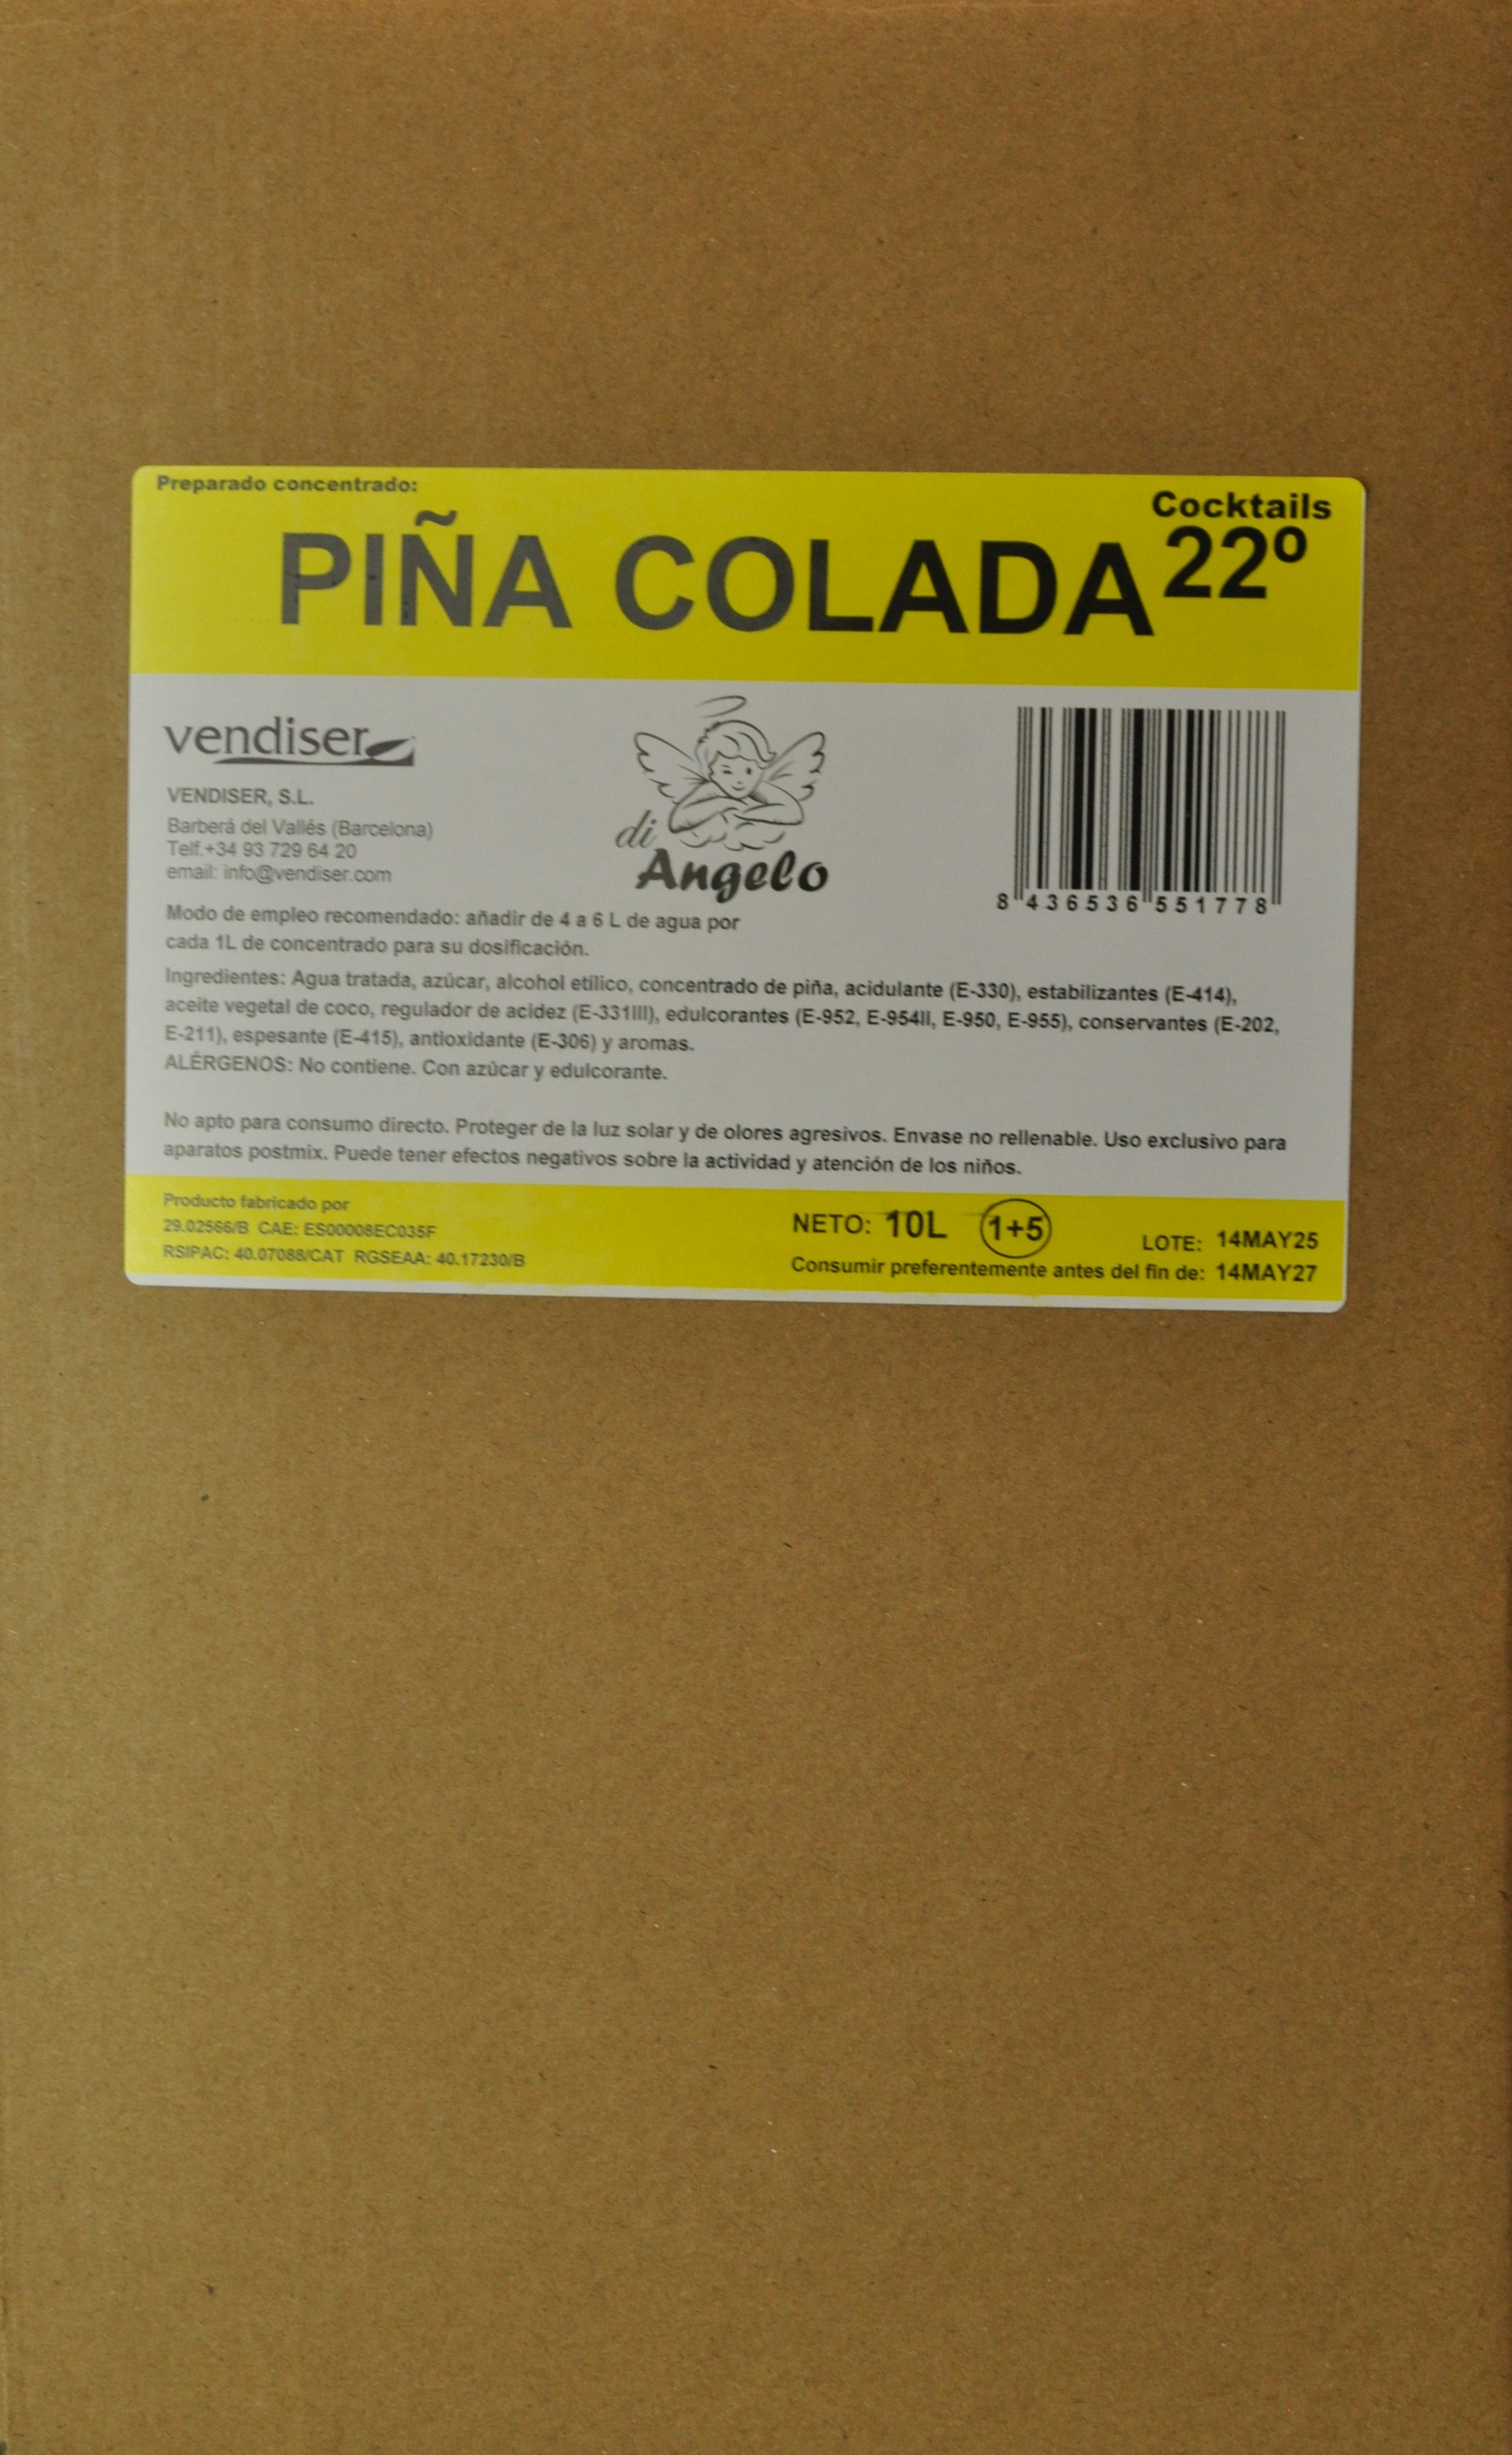 Preparado concentrado:
Cocktails
PIÑA COLADA 22º
vendiser
VENDISER, S.L.
Barberá del Vallés (Barcelona)
Telf.+34 93 729 64 20
email: info@vendiser.com
di
Angelo
8 436536 551778
Modo de empleo recomendado: añadir de 4 a 6 L de agua por
cada 1L de concentrado para su dosificación.
Ingredientes: Agua tratada, azúcar, alcohol etílico, concentrado de piña, acidulante (E-330), estabilizantes (E-414),
aceite vegetal de coco, regulador de acidez (E-331III), edulcorantes (E-952, E-954II, E-950, E-955), conservantes (E-202,
E-211), espesante (E-415), antioxidante (E-306) y aromas.
ALÉRGENOS: No contiene. Con azúcar y edulcorante.
No apto para consumo directo. Proteger de la luz solar y de olores agresivos. Envase no rellenable. Uso exclusivo para
aparatos postmix. Puede tener efectos negativos sobre la actividad y atención de los niños.
Producto fabricado por
29.02566/B CAE: ES00008EC035F
RSIPAC: 40.07088/CAT RGSEAA: 40.17230/B
NETO: 10L 1+5
LOTE: 14MAY25
Consumir preferentemente antes del fin de: 14MAY27